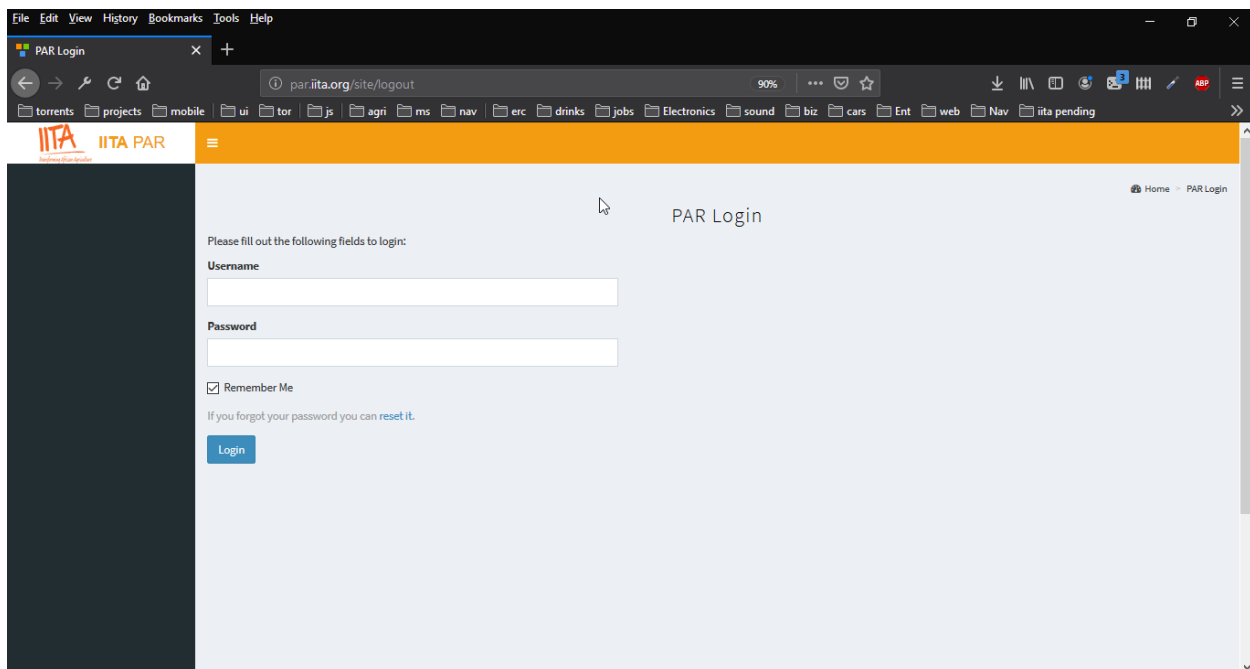 File Edit View History Bookmarks Tools Help
PAR Login
par.iita.org/site/logout 90% 3 ABP
torrents projects mobile ui tor js agri ms nav erc drinks jobs Electronics sound biz cars Ent web Nav iita pending
IITA IITA PAR
Home > PAR Login
PAR Login
Please fill out the following fields to login:
Username
Password
Remember Me
If you forgot your password you can reset it.
Login